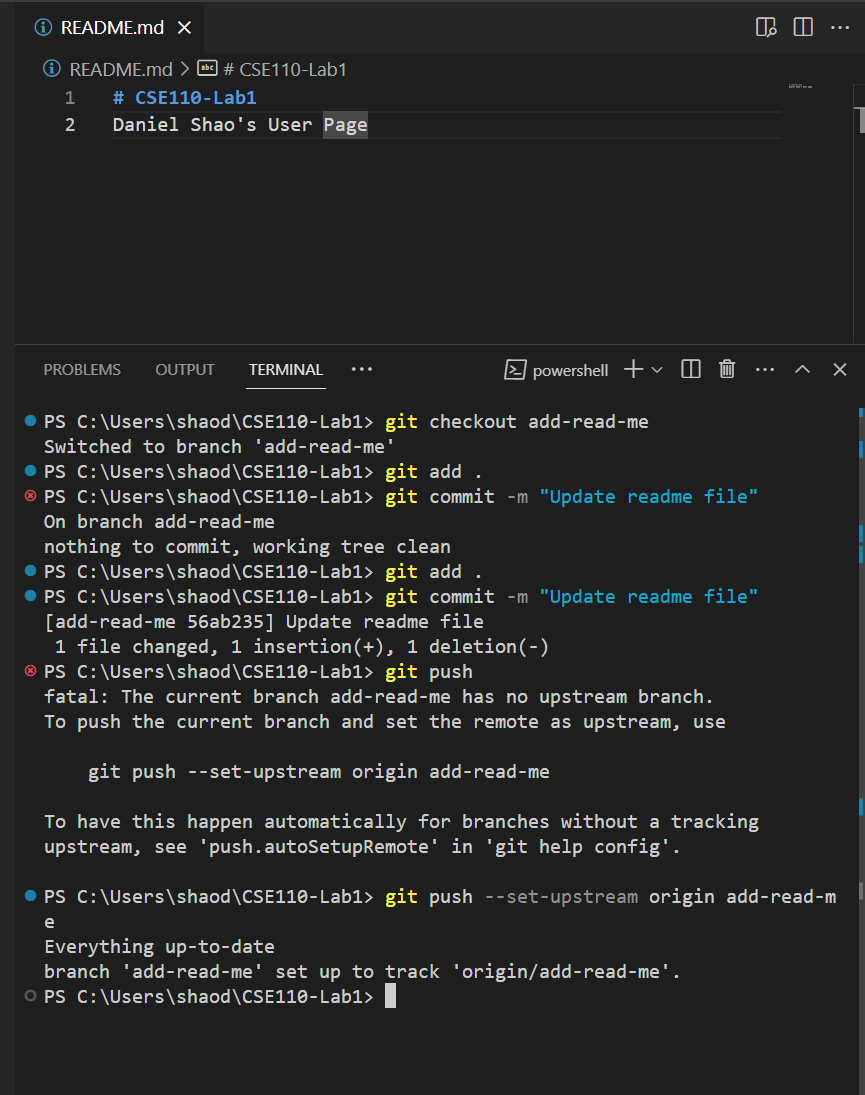 README.md
README.md > # CSE110-Lab1
1 # CSE110-Lab1
2 Daniel Shao's User Page
PROBLEMS OUTPUT TERMINAL ... powershell
PS C:\Users\shaod\CSE110-Lab1> git checkout add-read-me
Switched to branch 'add-read-me'
PS C:\Users\shaod\CSE110-Lab1> git add .
PS C:\Users\shaod\CSE110-Lab1> git commit -m "Update readme file"
On branch add-read-me
nothing to commit, working tree clean
PS C:\Users\shaod\CSE110-Lab1> git add .
PS C:\Users\shaod\CSE110-Lab1> git commit -m "Update readme file"
[add-read-me 56ab235] Update readme file
 1 file changed, 1 insertion(+), 1 deletion(-)
PS C:\Users\shaod\CSE110-Lab1> git push
fatal: The current branch add-read-me has no upstream branch.
To push the current branch and set the remote as upstream, use
    git push --set-upstream origin add-read-me
To have this happen automatically for branches without a tracking
upstream, see 'push.autoSetupRemote' in 'git help config'.
PS C:\Users\shaod\CSE110-Lab1> git push --set-upstream origin add-read-m
e
Everything up-to-date
branch 'add-read-me' set up to track 'origin/add-read-me'.
PS C:\Users\shaod\CSE110-Lab1>